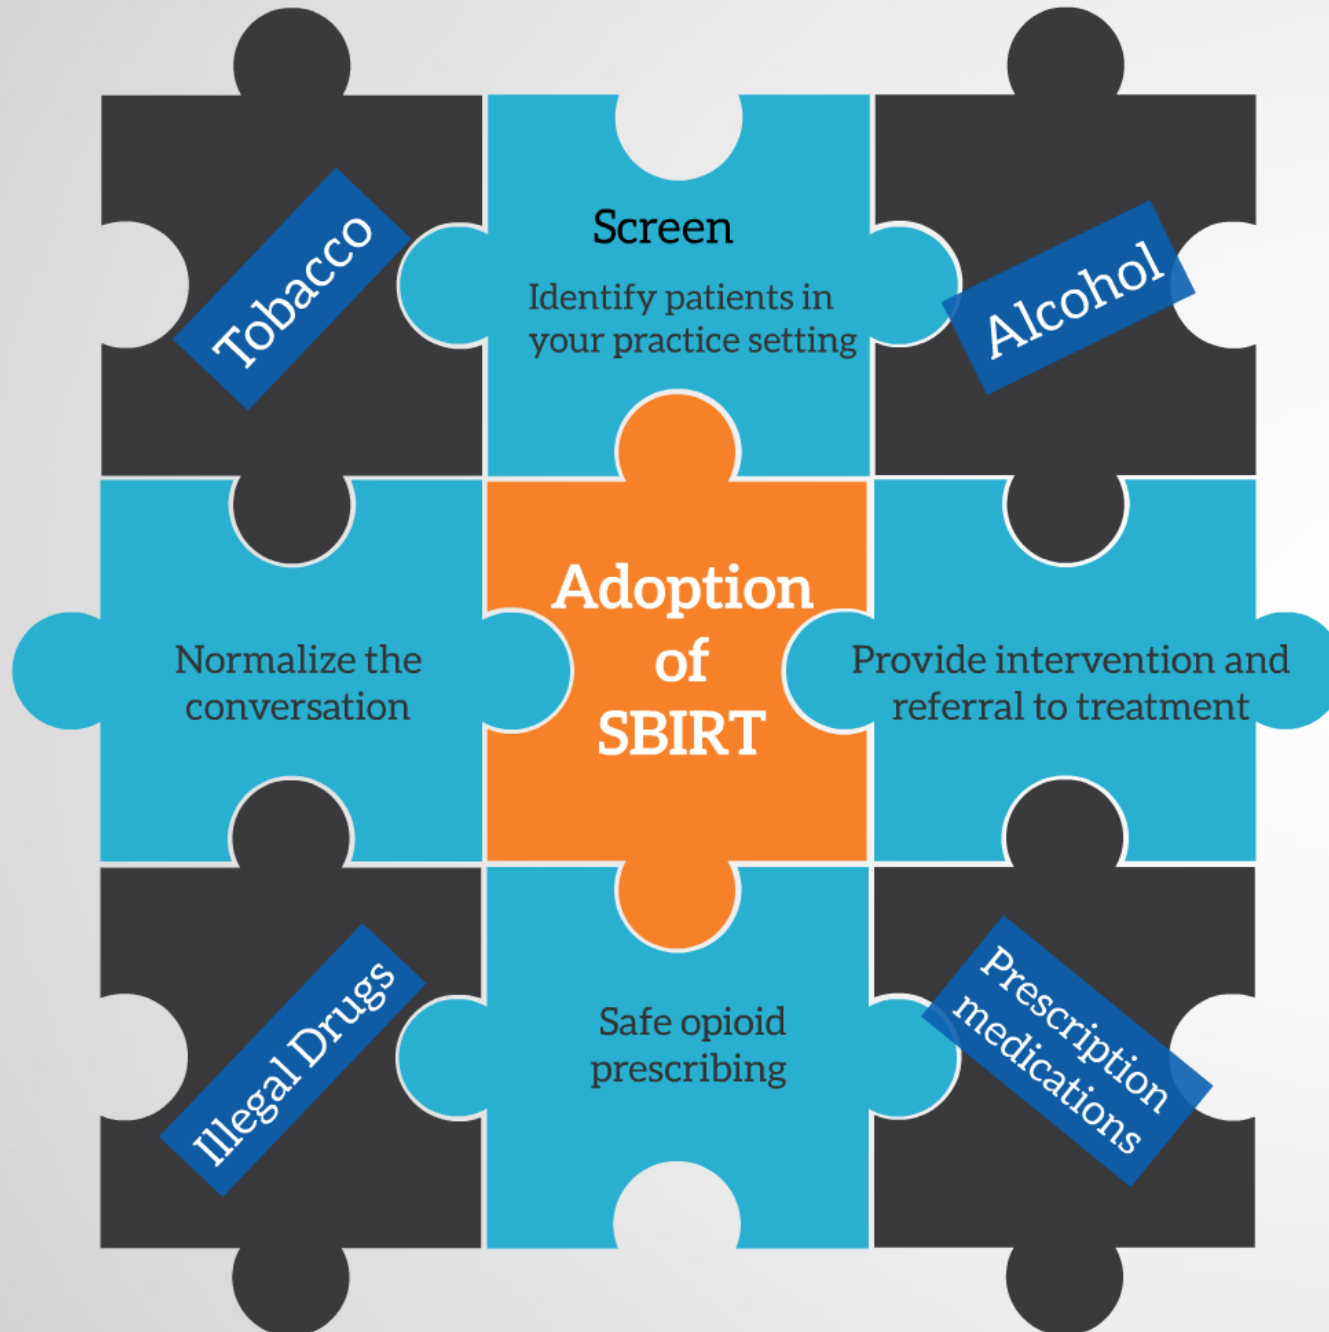 Tobacco
Screen
Identify patients in
your practice setting
Alcohol
Normalize the
conversation
Adoption
of
SBIRT
Provide intervention and
referral to treatment
Illegal Drugs
Safe opioid
prescribing
Prescription
medications